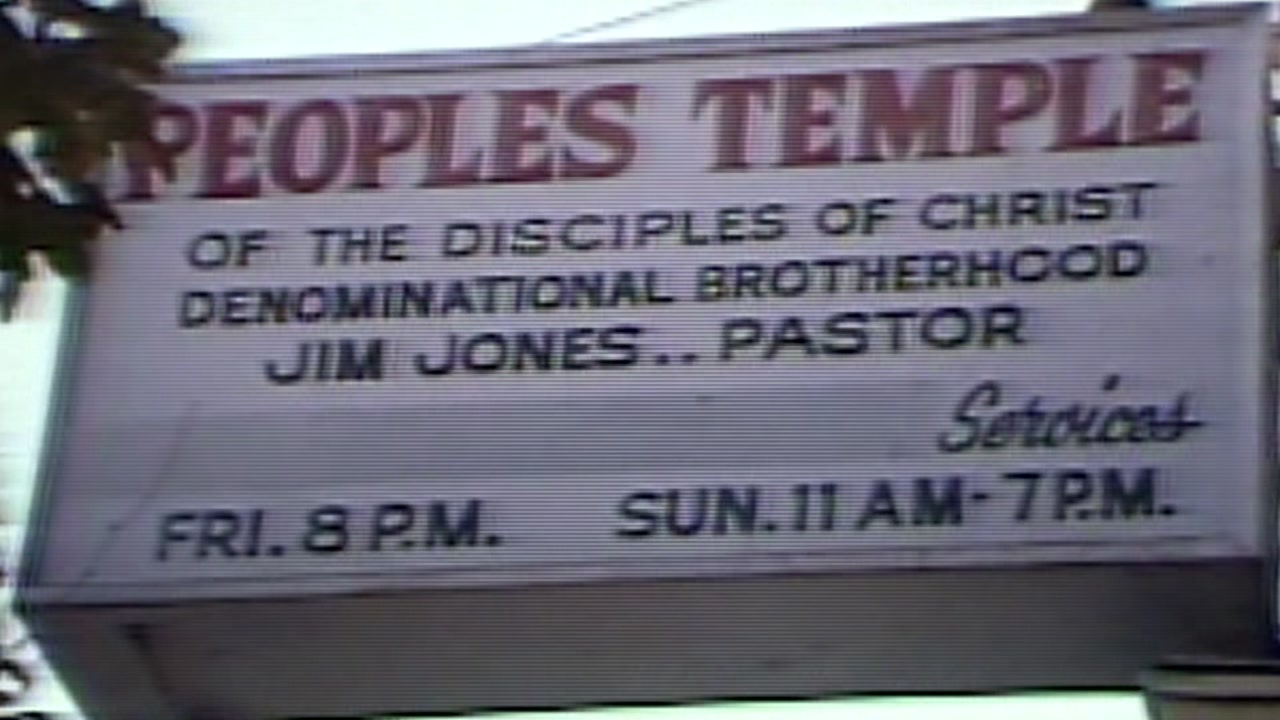 PEOPLES TEMPLE
OF THE DISCIPLES OF CHRIST
DENOMINATIONAL BROTHERHOOD
JIM JONES.. PASTOR
Services
FRI. 8 P.M. SUN. 11 AM-7 P.M.